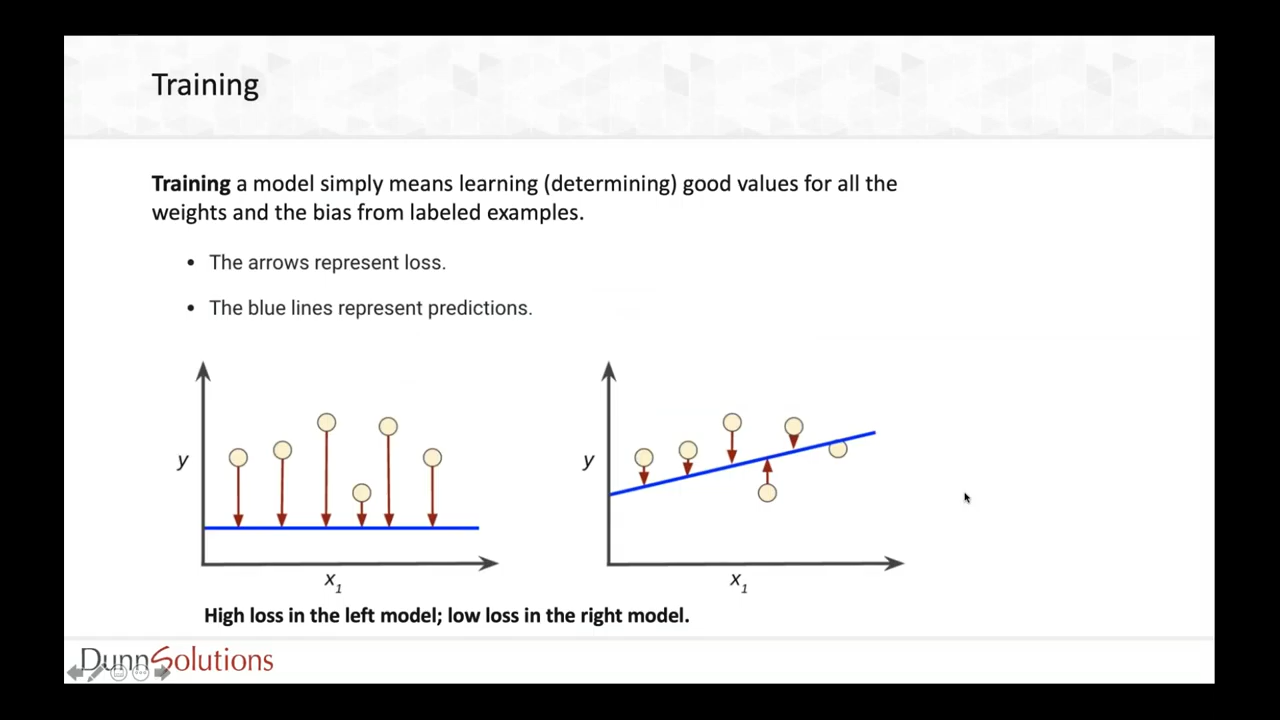 Training
Training a model simply means learning (determining) good values for all the
weights and the bias from labeled examples.
• The arrows represent loss.
• The blue lines represent predictions.
y
x1
y
x1
High loss in the left model; low loss in the right model.
DunnSolutions